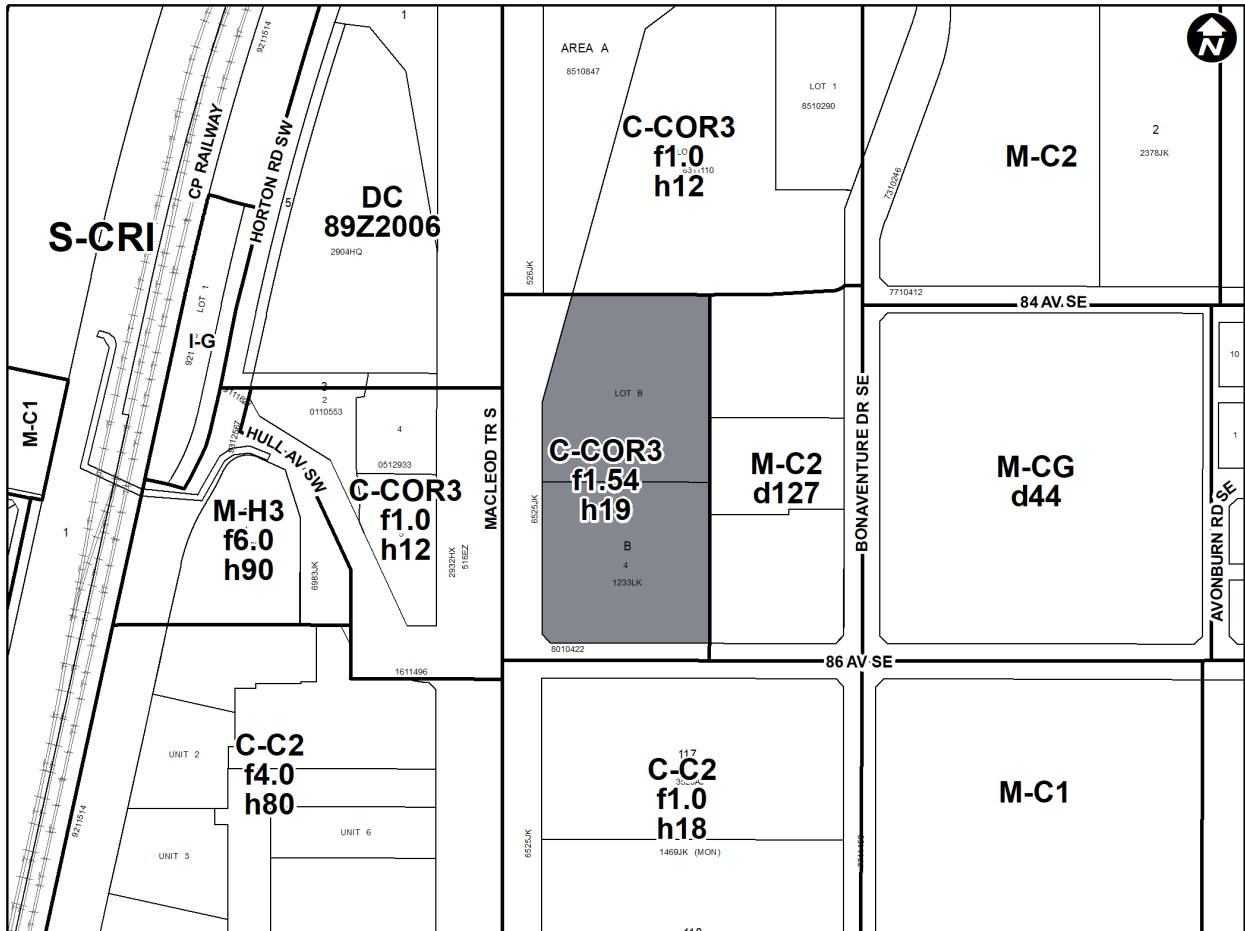 1
9211514
AREA A
8510847
N
LOT 1
8510290
CP RAILWAY
HORTON RD SW
C-COR3
f1.0
h12
2
2378JK
M-C2
7310246
5
DC
89Z2006
2904HQ
S-CRI
526JK
LOT 1
7710412
84 AV SE
I-G
10
3
2
0110553
LOT B
4
M-C1
HULL AV SW
0512933
MACLEOD TR S
BONAVENTURE DR SE
1
C-COR3
f1.54
h19
M-C2
d127
M-CG
d44
C-COR3
f1.0
h12
6525JK
AVONBURN RD SE
M-H3
f6.0
h90
1
B
4
1233LK
2932HX
516EZ
6983JK
8010422
86 AV SE
1611496
UNIT 2
C-C2
f4.0
h80
117
C-C2
f1.0
h18
M-C1
9211514
UNIT 3
UNIT 6
6525JK
1469JK (MON)